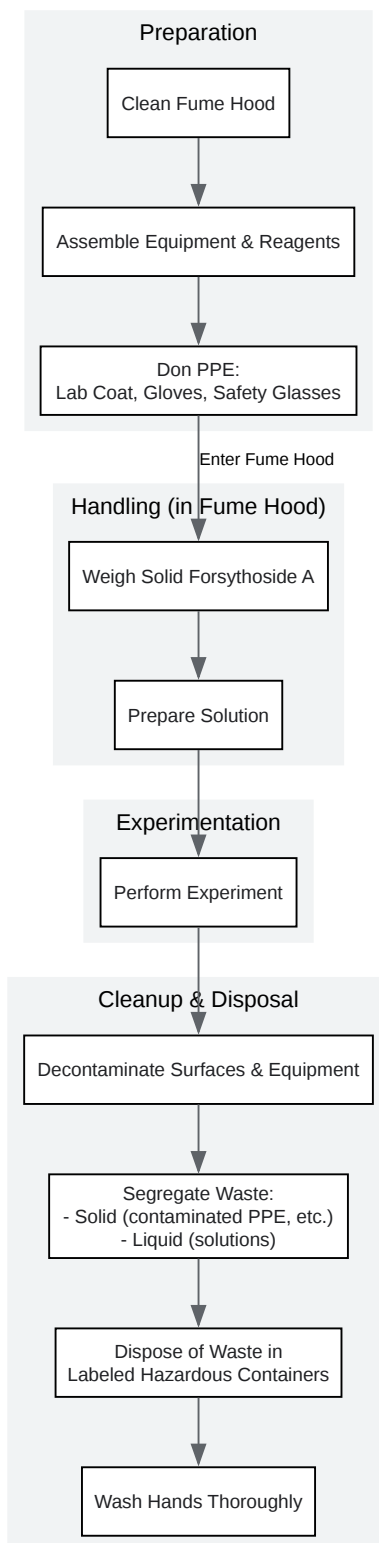 Preparation
Clean Fume Hood
Assemble Equipment & Reagents
Don PPE:
Lab Coat, Gloves, Safety Glasses
Enter Fume Hood
Handling (in Fume Hood)
Weigh Solid Forsythoside A
Prepare Solution
Experimentation
Perform Experiment
Cleanup & Disposal
Decontaminate Surfaces & Equipment
Segregate Waste:
- Solid (contaminated PPE, etc.)
- Liquid (solutions)
Dispose of Waste in
Labeled Hazardous Containers
Wash Hands Thoroughly